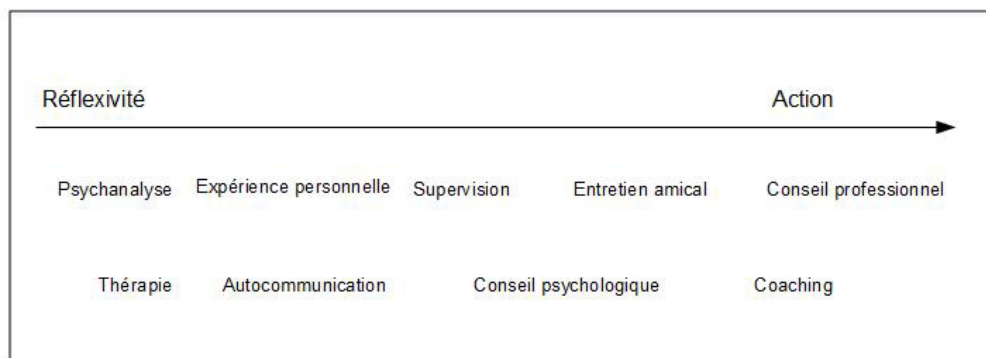 Réflexivité Action
Psychanalyse Expérience personnelle Supervision Entretien amical Conseil professionnel
Thérapie Autocommunication Conseil psychologique Coaching